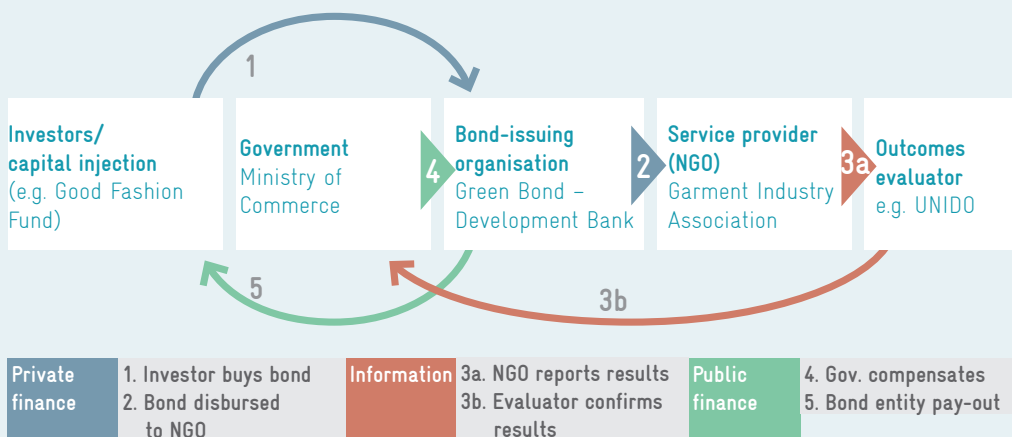 1
Investors/
capital injection
(e.g. Good Fashion
Fund)
Government
Ministry of
Commerce
4
Bond-issuing
organisation
Green Bond –
Development Bank
2
Service provider
(NGO)
Garment Industry
Association
3a
Outcomes
evaluator
e.g. UNIDO
5
3b
Private
finance
1. Investor buys bond
2. Bond disbursed
to NGO
Information
3a. NGO reports results
3b. Evaluator confirms
results
Public
finance
4. Gov. compensates
5. Bond entity pay-out